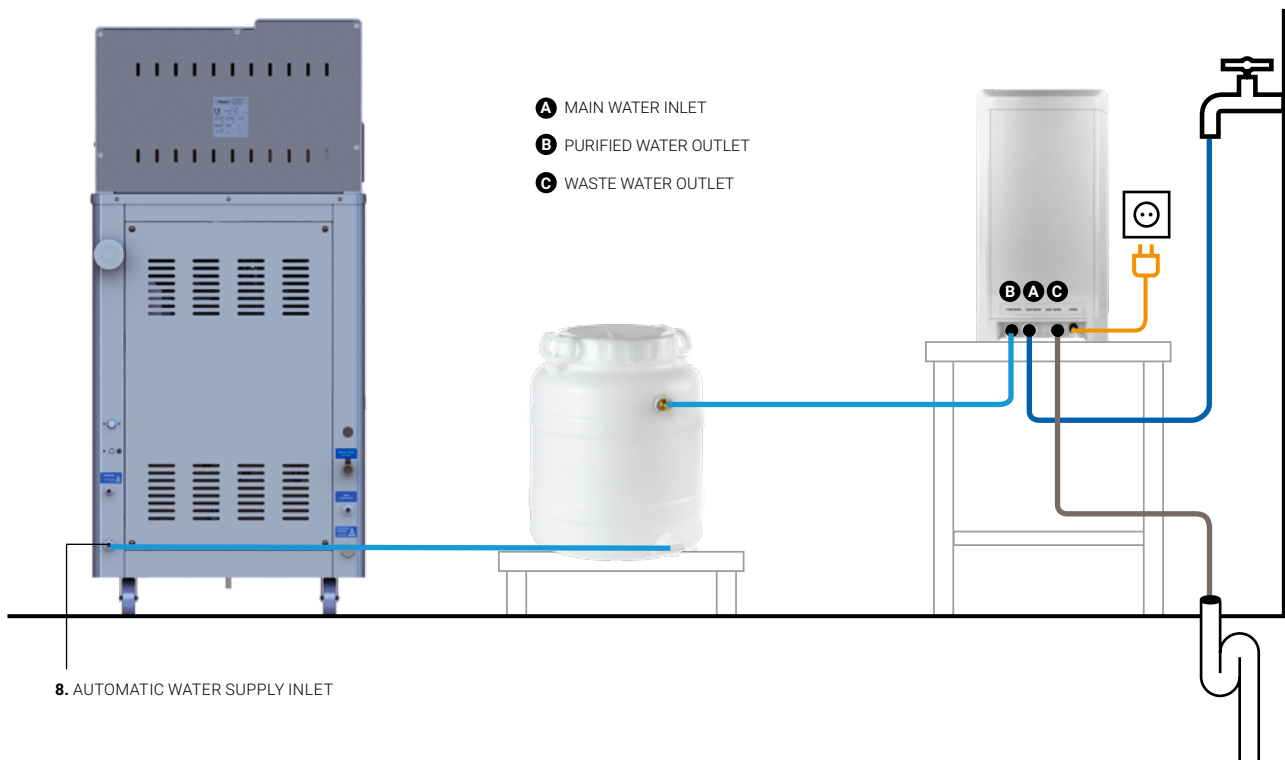 A MAIN WATER INLET
B PURIFIED WATER OUTLET
C WASTE WATER OUTLET
B A C
8. AUTOMATIC WATER SUPPLY INLET